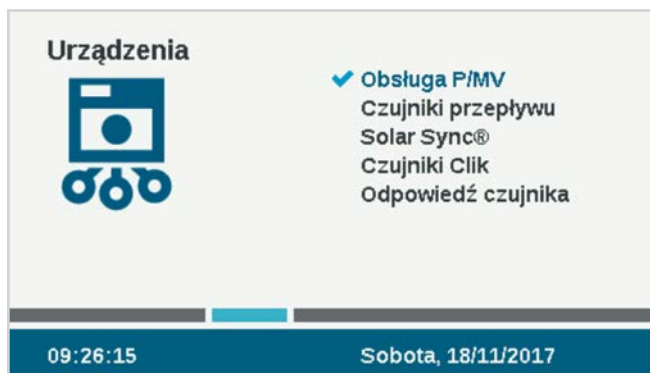 Urządzenia
Obsługa P/MV
Czujniki przepływu
Solar Sync®
Czujniki Clik
Odpowiedź czujnika
09:26:15
Sobota, 18/11/2017